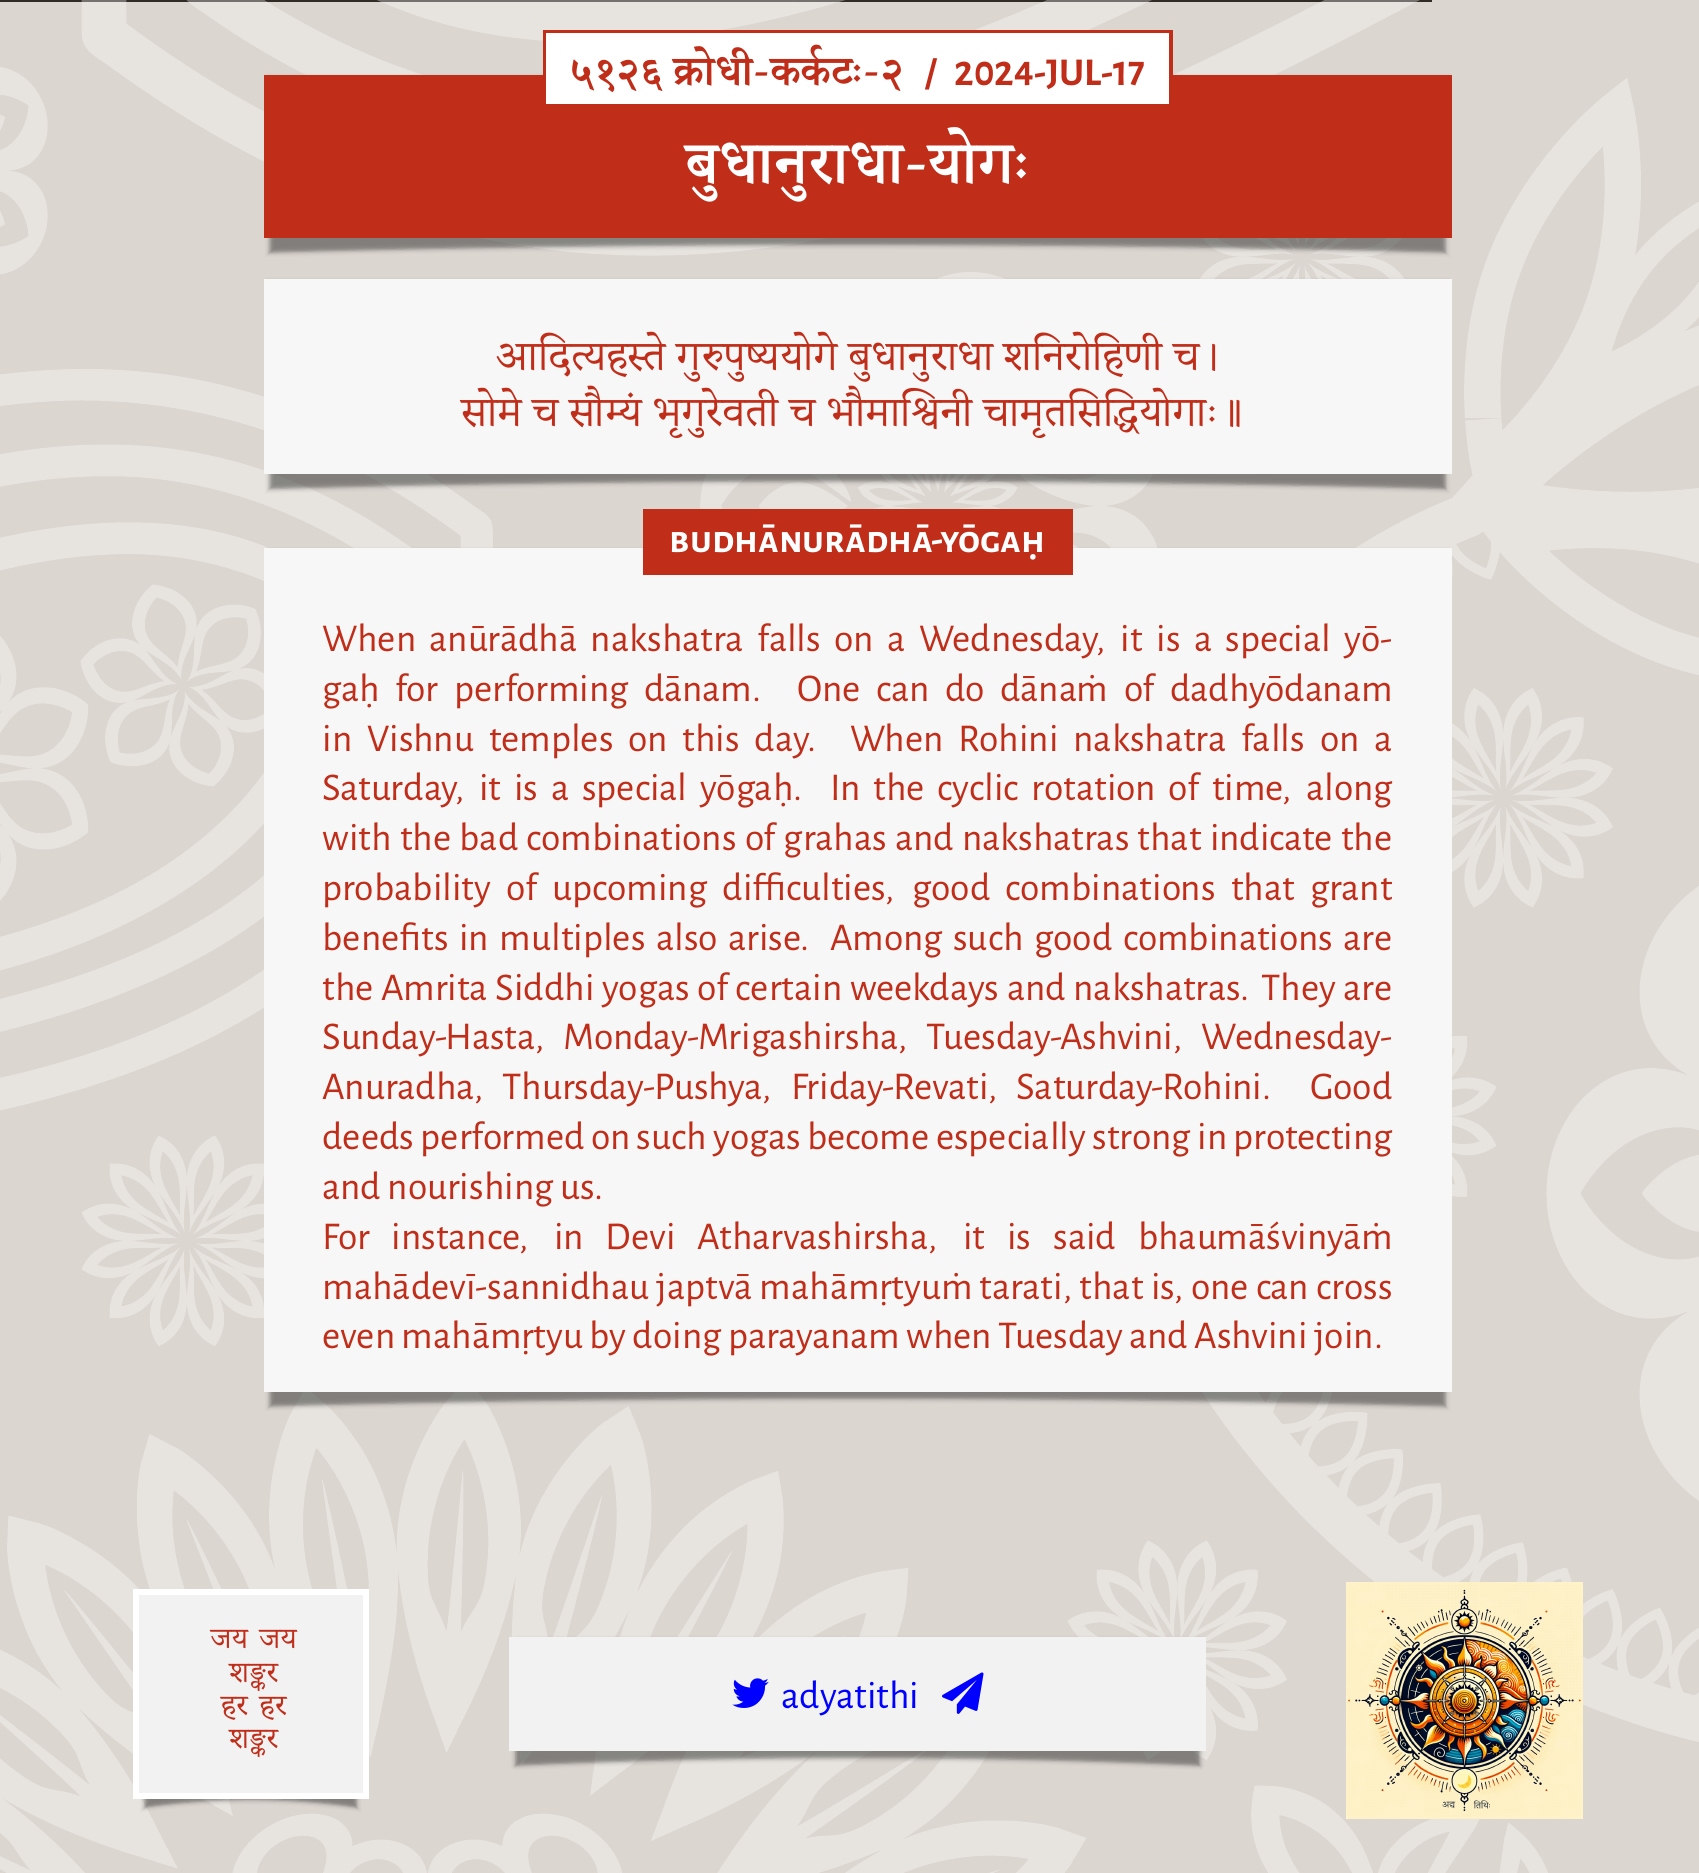 ५१२६ क्रोधी-कर्कटः-२ / 2024-JUL-17
बुधानुराधा-योगः
आदित्यहस्ते गुरुपुष्ययोगे बुधानुराधा शनिरोहिणी च।
सोमे च सौम्यं भृगुरेवती च भौमाश्विनी चामृतसिद्धियोगाः॥
BUDHĀNURĀDHĀ-YŌGAḤ
When anūrādhā nakshatra falls on a Wednesday, it is a special yō-
gaḥ for performing dānam. One can do dānaṁ of dadhyōdanam
in Vishnu temples on this day. When Rohini nakshatra falls on a
Saturday, it is a special yōgaḥ. In the cyclic rotation of time, along
with the bad combinations of grahas and nakshatras that indicate the
probability of upcoming difficulties, good combinations that grant
benefits in multiples also arise. Among such good combinations are
the Amrita Siddhi yogas of certain weekdays and nakshatras. They are
Sunday-Hasta, Monday-Mrigashirsha, Tuesday-Ashvini, Wednesday-
Anuradha, Thursday-Pushya, Friday-Revati, Saturday-Rohini. Good
deeds performed on such yogas become especially strong in protecting
and nourishing us.
For instance, in Devi Atharvashirsha, it is said bhaumāśvinyāṁ
mahādevī-sannidhau japtvā mahāmṛtyuṁ tarati, that is, one can cross
even mahāmṛtyu by doing parayanam when Tuesday and Ashvini join.
जय जय
शङ्कर
हर हर
शङ्कर
adyatithi
अद्य तिथिः